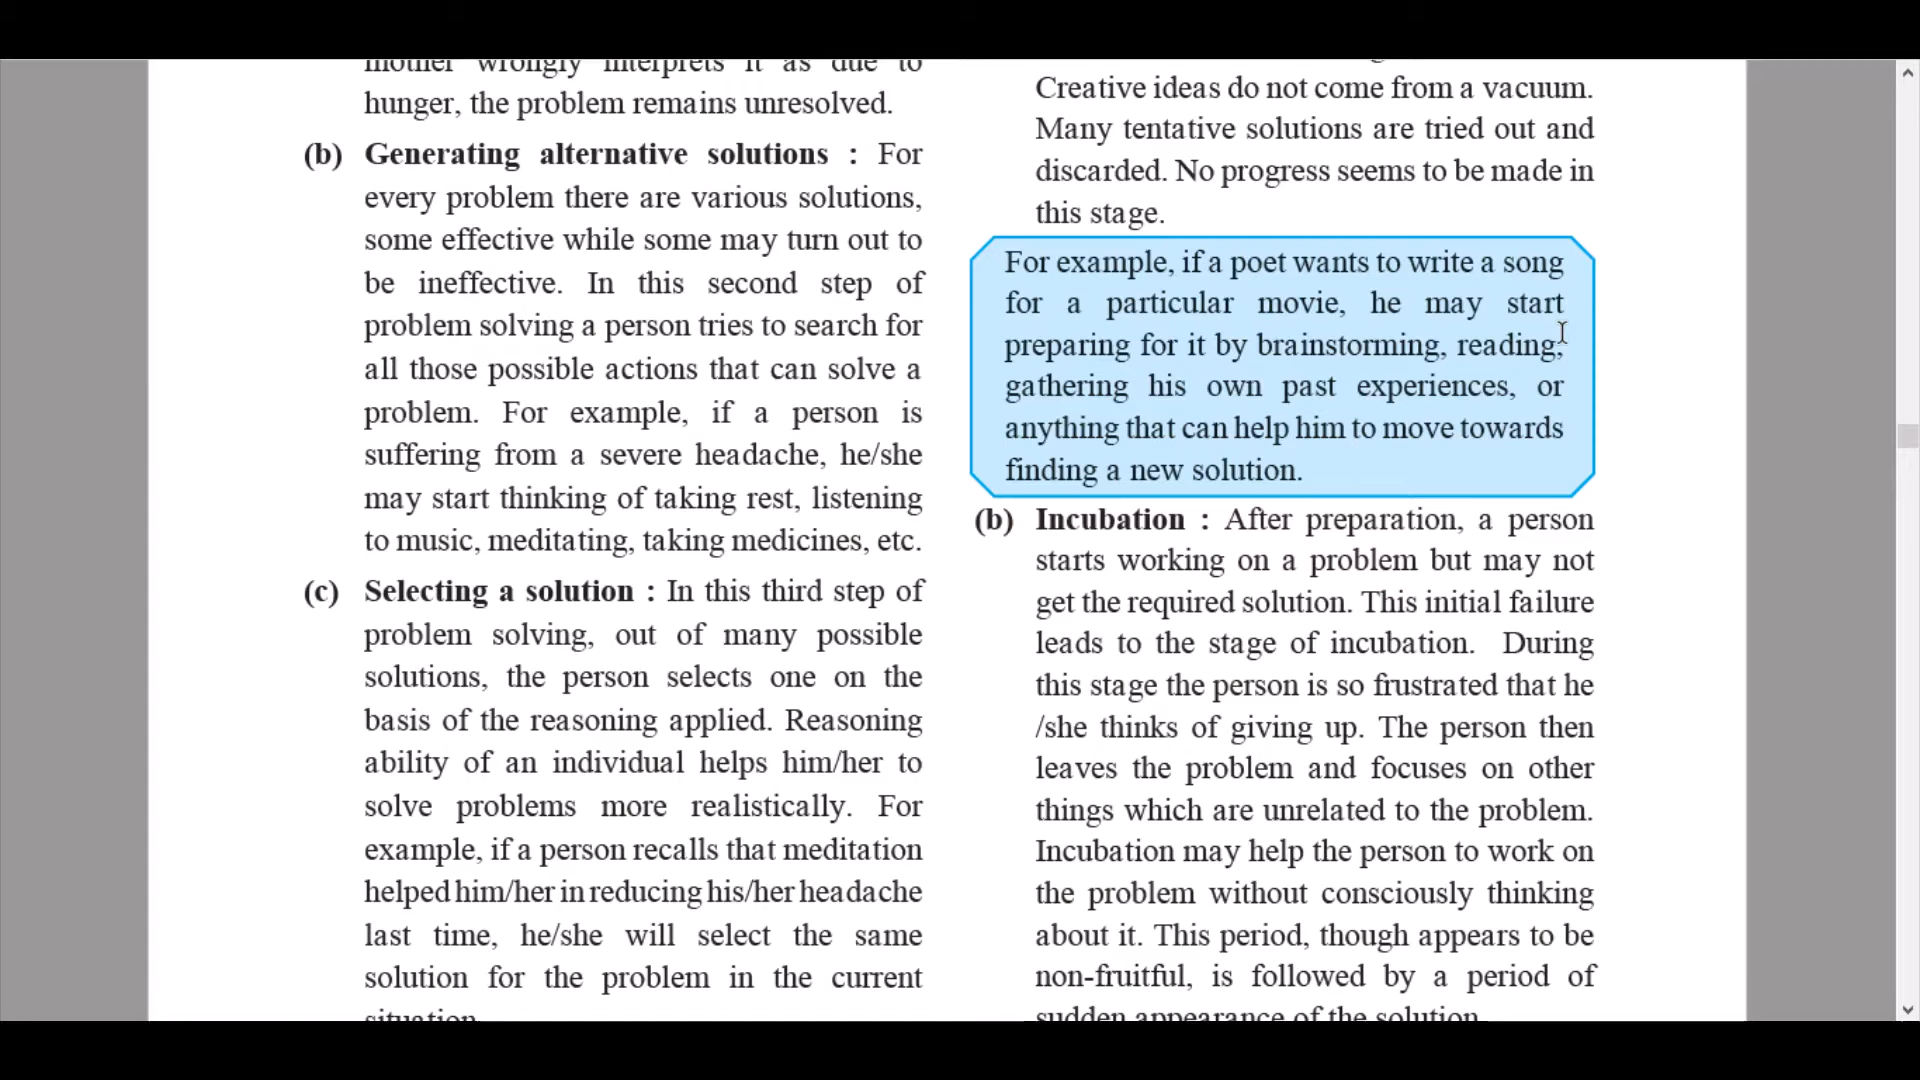 mother wrongly interprets it as due to
hunger, the problem remains unresolved.
(b) Generating alternative solutions : For
every problem there are various solutions,
some effective while some may turn out to
be ineffective. In this second step of
problem solving a person tries to search for
all those possible actions that can solve a
problem. For example, if a person is
suffering from a severe headache, he/she
may start thinking of taking rest, listening
to music, meditating, taking medicines, etc.
(c) Selecting a solution : In this third step of
problem solving, out of many possible
solutions, the person selects one on the
basis of the reasoning applied. Reasoning
ability of an individual helps him/her to
solve problems more realistically. For
example, if a person recalls that meditation
helped him/her in reducing his/her headache
last time, he/she will select the same
solution for the problem in the current
situation.
Creative ideas do not come from a vacuum.
Many tentative solutions are tried out and
discarded. No progress seems to be made in
this stage.
For example, if a poet wants to write a song
for a particular movie, he may start
preparing for it by brainstorming, reading,
gathering his own past experiences, or
anything that can help him to move towards
finding a new solution.
(b) Incubation : After preparation, a person
starts working on a problem but may not
get the required solution. This initial failure
leads to the stage of incubation. During
this stage the person is so frustrated that he
/she thinks of giving up. The person then
leaves the problem and focuses on other
things which are unrelated to the problem.
Incubation may help the person to work on
the problem without consciously thinking
about it. This period, though appears to be
non-fruitful, is followed by a period of
sudden appearance of the solution.